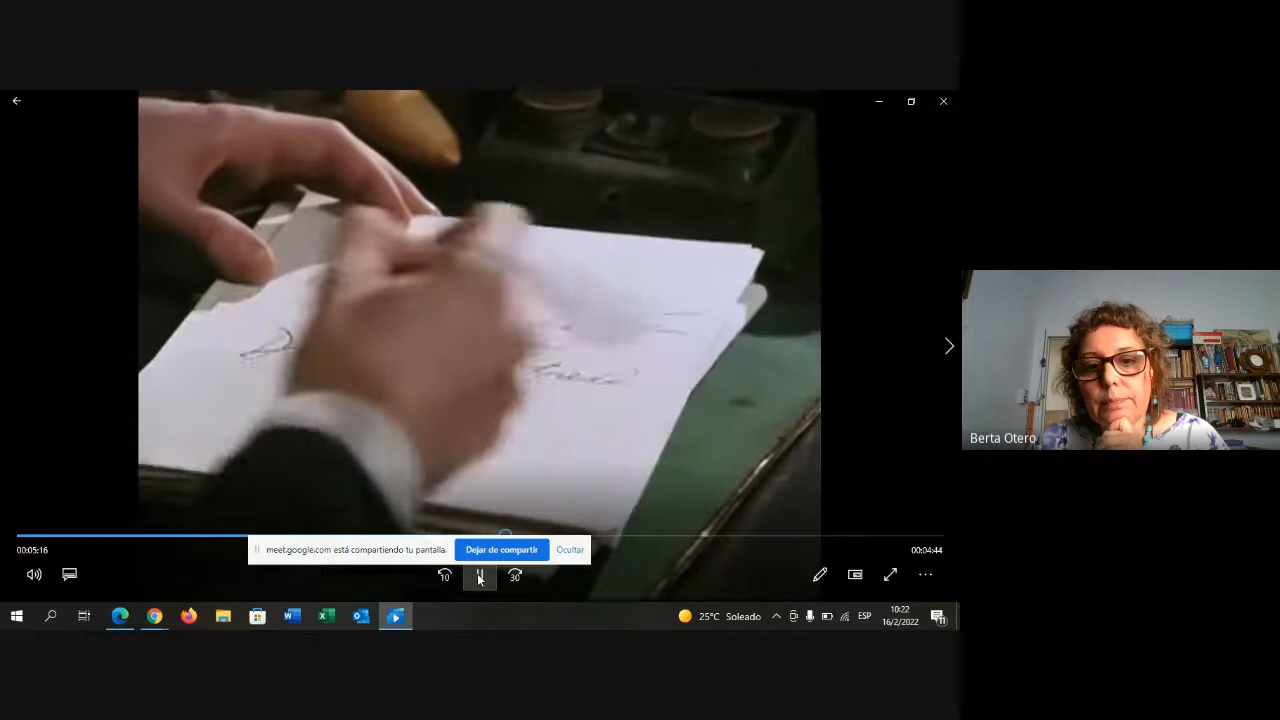 00:05:16
meet.google.com está compartiendo tu pantalla.
Dejar de compartir
Ocultar
00:04:44
10
30
Berta Otero
25°C Soleado
ESP
10:22
16/2/2022
11